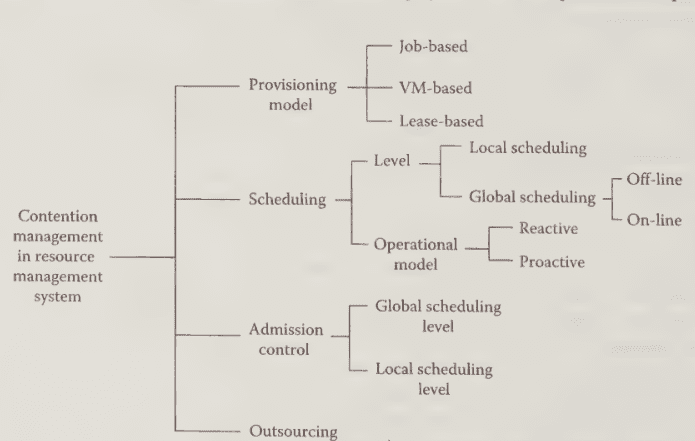 Job-based
Provisioning
model
VM-based
Lease-based
Level
Local scheduling
Scheduling
Global scheduling
Off-line
On-line
Operational
model
Reactive
Proactive
Contention
management
in resource
management
system
Admission
control
Global scheduling
level
Local scheduling
level
Outsourcing